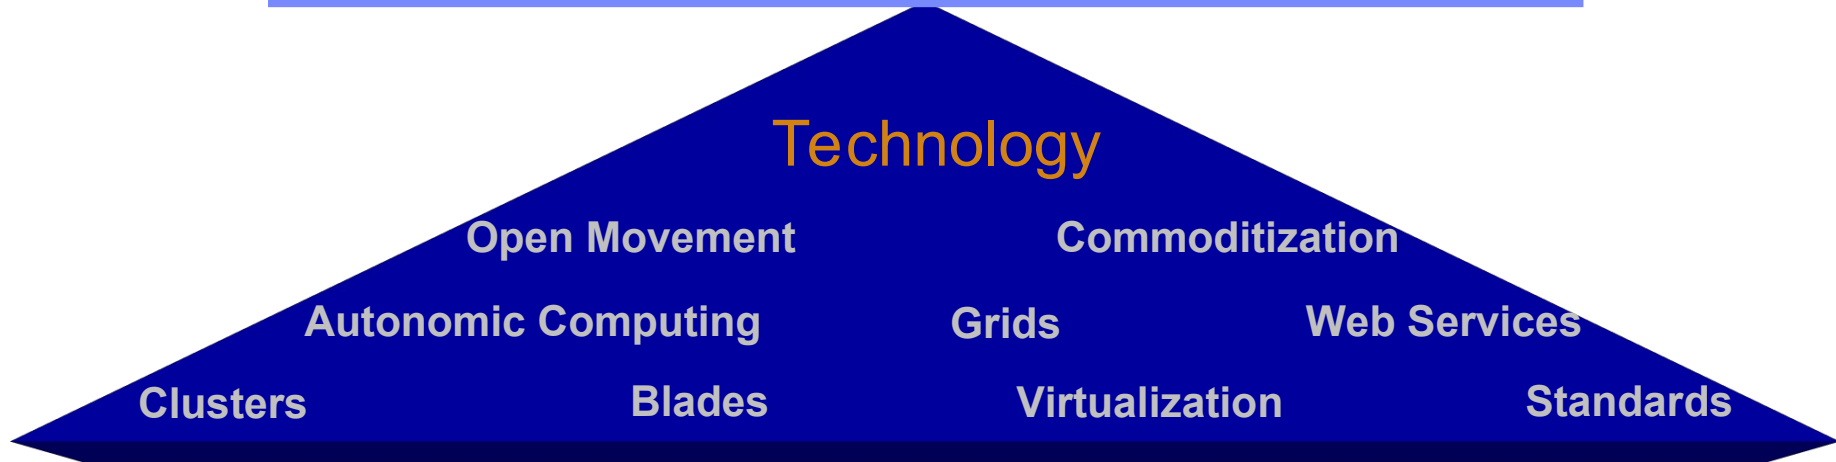 Technology
Open Movement Commoditization
Autonomic Computing Grids Web Services
Clusters Blades Virtualization Standards